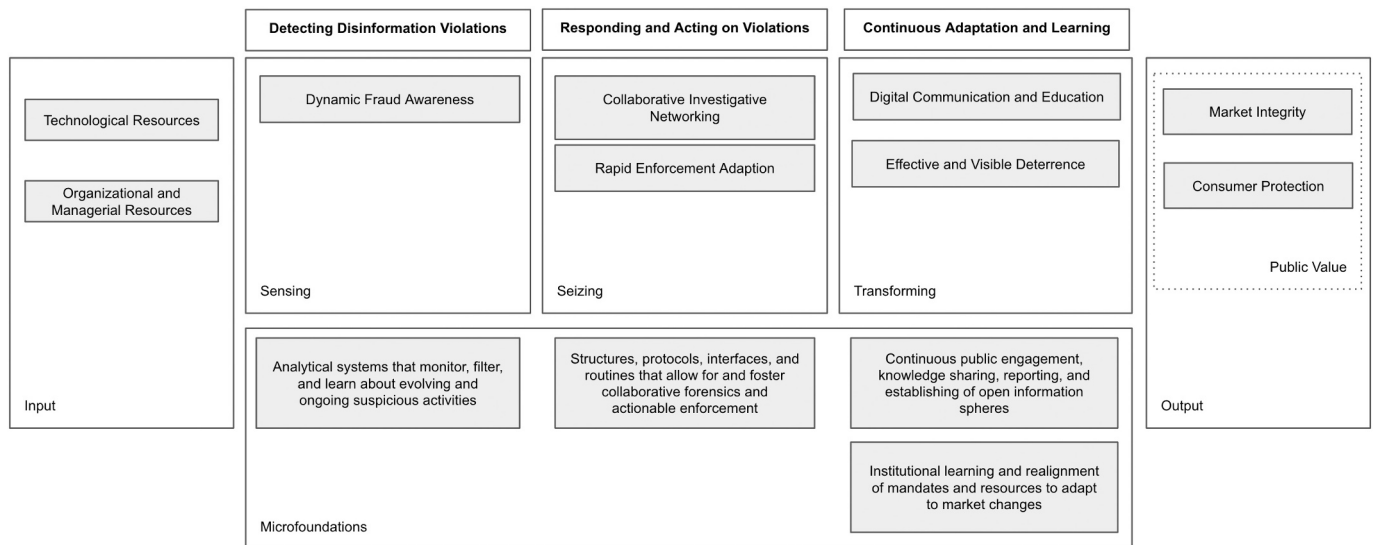 Detecting Disinformation Violations
Responding and Acting on Violations
Continuous Adaptation and Learning
Technological Resources
Organizational and
Managerial Resources
Input
Dynamic Fraud Awareness
Sensing
Collaborative Investigative
Networking
Rapid Enforcement Adaption
Seizing
Digital Communication and Education
Effective and Visible Deterrence
Transforming
Market Integrity
Consumer Protection
Public Value
Output
Analytical systems that monitor, filter,
and learn about evolving and
ongoing suspicious activities
Structures, protocols, interfaces, and
routines that allow for and foster
collaborative forensics and
actionable enforcement
Continuous public engagement,
knowledge sharing, reporting, and
establishing of open information
spheres
Institutional learning and realignment
of mandates and resources to adapt
to market changes
Microfoundations